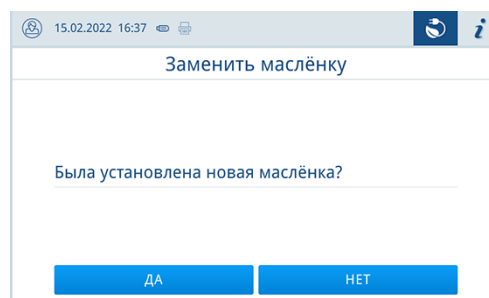 15.02.2022 16:37
i
Заменить маслёнку
Была установлена новая маслёнка?
ДА
НЕТ